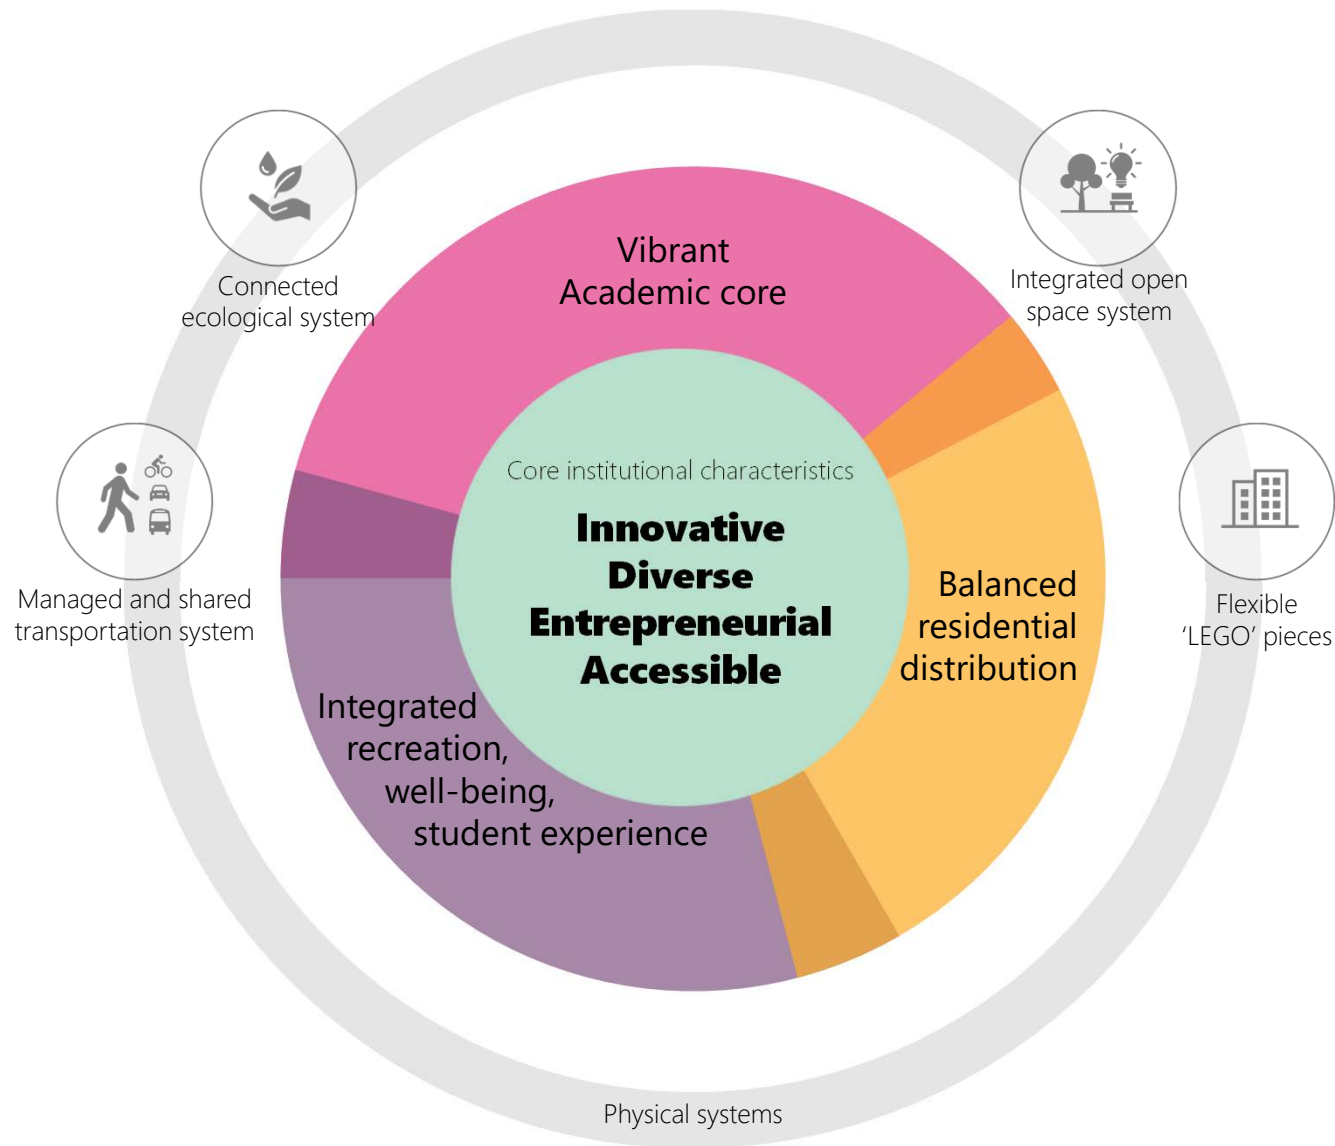 Vibrant
Academic core
Connected
ecological system
Integrated open
space system
Core institutional characteristics
Innovative
Diverse
Entrepreneurial
Accessible
Managed and shared
transportation system
Balanced
residential
distribution
Flexible
‘LEGO’ pieces
Integrated
recreation,
well-being,
student experience
Physical systems